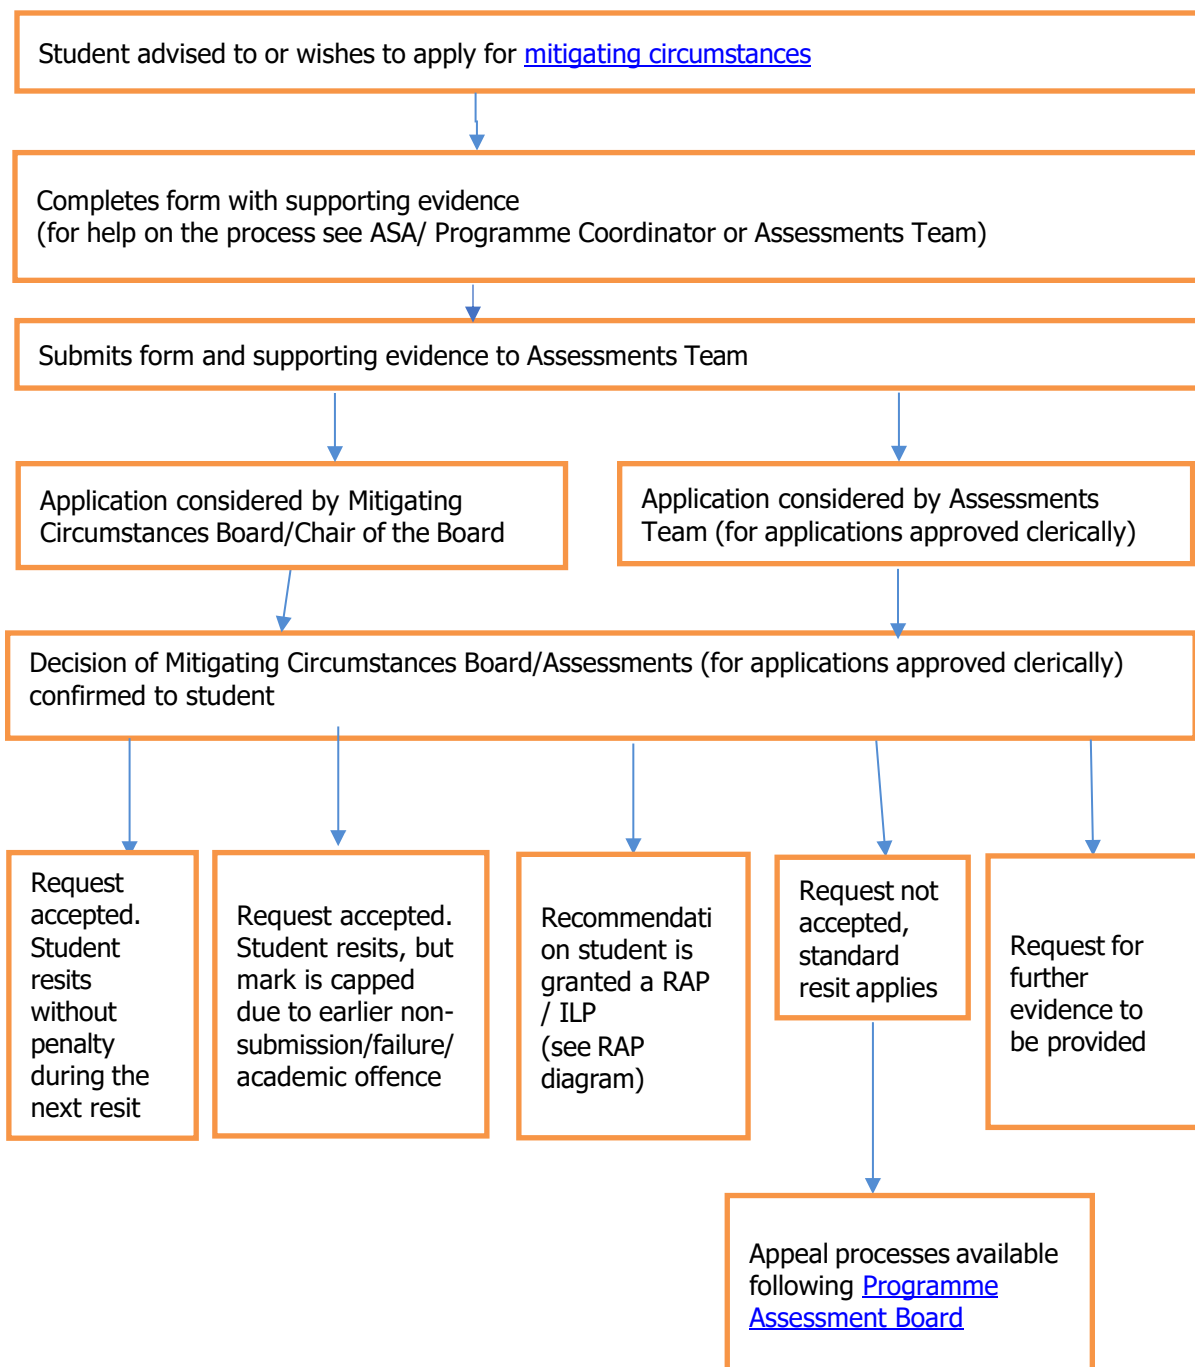 Student advised to or wishes to apply for mitigating circumstances
Completes form with supporting evidence
(for help on the process see ASA/ Programme Coordinator or Assessments Team)
Submits form and supporting evidence to Assessments Team
Application considered by Mitigating
Circumstances Board/Chair of the Board
Application considered by Assessments
Team (for applications approved clerically)
Decision of Mitigating Circumstances Board/Assessments (for applications approved clerically)
confirmed to student
Request
accepted.
Student
resits
without
penalty
during the
next resit
Request accepted.
Student resits, but
mark is capped
due to earlier non-
submission/failure/
academic offence
Recommendati
on student is
granted a RAP
/ ILP
(see RAP
diagram)
Request not
accepted,
standard
resit applies
Request for
further
evidence to
be provided
Appeal processes available
following Programme
Assessment Board